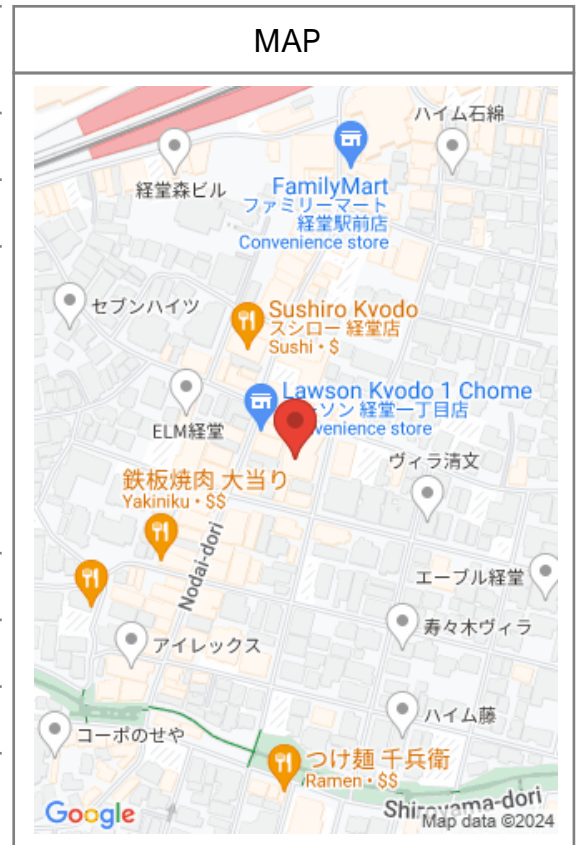 MAP
ハイム石綿
経堂森ビル
FamilyMart
ファミリーマート
経堂駅前店
Convenience store
セブンハイツ
Sushiro Kyodo
スシロー 経堂店
Sushi・$
Lawson Kyodo 1 Chome
ーソン 経堂一丁目店
venience store
ELM経堂
ヴィラ清文
鉄板焼肉 大当り
Yakiniku・$$
Nodai-dori
エーブル経堂
寿々木ヴィラ
アイレックス
ハイム藤
コーポのせや
つけ麺 千兵衛
Ramen・$$
Shiroyama-dori
Google
Map data ©2024